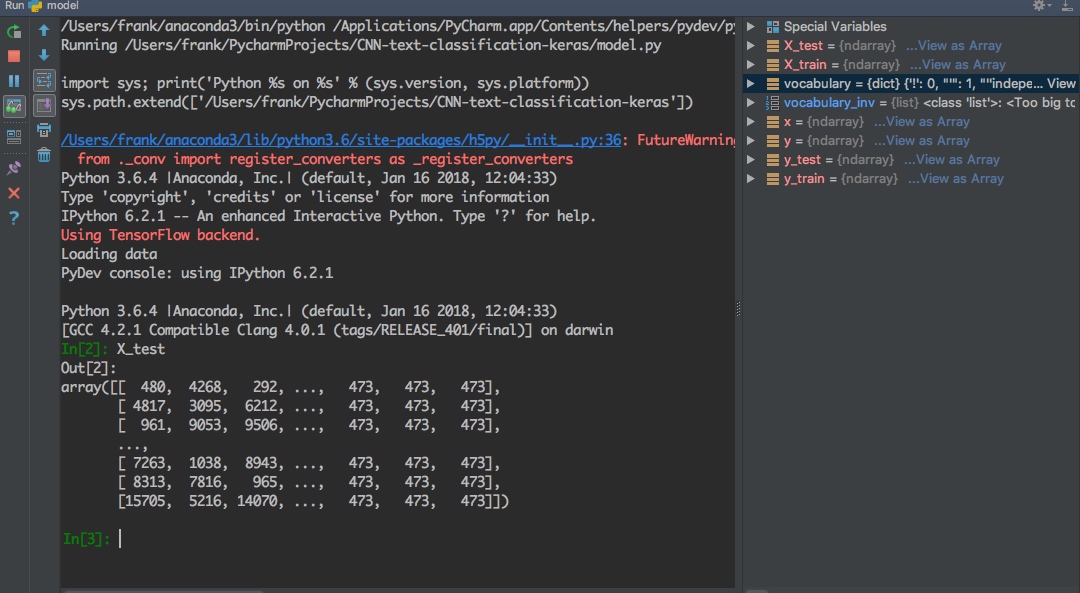 Run model
/Users/frank/anaconda3/bin/python /Applications/PyCharm.app/Contents/helpers/pydev/py
Running /Users/frank/PycharmProjects/CNN-text-classification-keras/model.py
import sys; print('Python %s on %s' % (sys.version, sys.platform))
sys.path.extend(['/Users/frank/PycharmProjects/CNN-text-classification-keras'])
/Users/frank/anaconda3/lib/python3.6/site-packages/h5py/__init__.py:36: FutureWarning
from ._conv import register_converters as _register_converters
Python 3.6.4 |Anaconda, Inc.| (default, Jan 16 2018, 12:04:33)
Type 'copyright', 'credits' or 'license' for more information
IPython 6.2.1 -- An enhanced Interactive Python. Type '?' for help.
Using TensorFlow backend.
Loading data
PyDev console: using IPython 6.2.1
Python 3.6.4 |Anaconda, Inc.| (default, Jan 16 2018, 12:04:33)
[GCC 4.2.1 Compatible Clang 4.0.1 (tags/RELEASE_401/final)] on darwin
In[2]: X_test
Out[2]:
array([[ 480, 4268, 292, ..., 473, 473, 473],
[ 4817, 3095, 6212, ..., 473, 473, 473],
[ 961, 9053, 9506, ..., 473, 473, 473],
...,
[ 7263, 1038, 8943, ..., 473, 473, 473],
[ 8313, 7816, 965, ..., 473, 473, 473],
[15705, 5216, 14070, ..., 473, 473, 473]])
In[3]:
Special Variables
X_test = {ndarray} ...View as Array
X_train = {ndarray} ...View as Array
vocabulary = {dict} {'!': 0, '"': 1, '"indepe... View
vocabulary_inv = {list} <class 'list'>: <Too big to
x = {ndarray} ...View as Array
y = {ndarray} ...View as Array
y_test = {ndarray} ...View as Array
y_train = {ndarray} ...View as Array